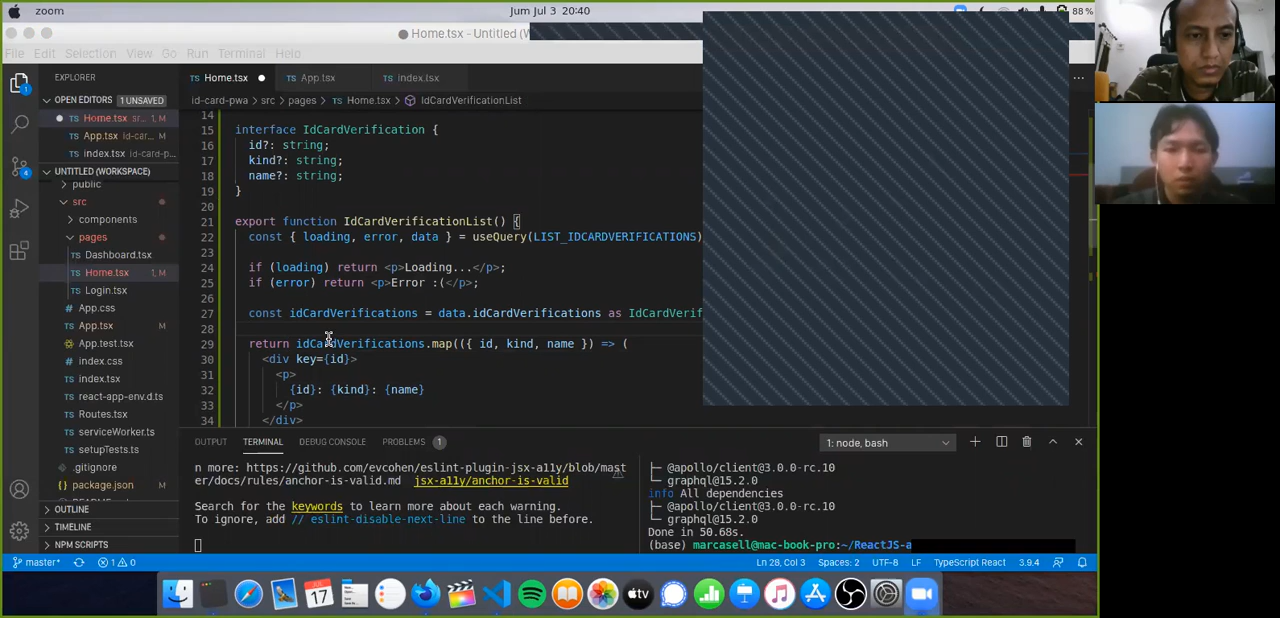 zoom
Jum Jul 3 20:40
88 %
Home.tsx - Untitled (W
File Edit Selection View Go Run Terminal Help
EXPLORER
Home.tsx
App.tsx
index.tsx
OPEN EDITORS 1 UNSAVED
id-card-pwa > src > pages > Home.tsx > IdCardVerificationList
Home.tsx sr... 1, M
App.tsx id-car... M
index.tsx id-card-p...
UNTITLED (WORKSPACE)
public
src
components
pages
Dashboard.tsx
Home.tsx 1, M
Login.tsx
App.css
App.tsx M
App.test.tsx
index.css
index.tsx
react-app-env.d.ts
Routes.tsx
serviceWorker.ts
setupTests.ts
.gitignore
package.json M
OUTLINE
TIMELINE
NPM SCRIPTS
14
15 interface IdCardVerification {
16 id?: string;
17 kind?: string;
18 name?: string;
19 }
20
21 export function IdCardVerificationList() {
22 const { loading, error, data } = useQuery(LIST_IDCARDVERIFICATIONS)
23
24 if (loading) return <p>Loading...</p>;
25 if (error) return <p>Error :(</p>;
26
27 const idCardVerifications = data.idCardVerifications as IdCardVerif
28
29 return idCardVerifications.map(({ id, kind, name }) => (
30 <div key={id}>
31 <p>
32 {id}: {kind}: {name}
33 </p>
34 </div>
OUTPUT TERMINAL DEBUG CONSOLE PROBLEMS 1
1: node, bash
n more: https://github.com/evcohen/eslint-plugin-jsx-a11y/blob/mast
er/docs/rules/anchor-is-valid.md jsx-a11y/anchor-is-valid
Search for the keywords to learn more about each warning.
To ignore, add // eslint-disable-next-line to the line before.
├─ @apollo/client@3.0.0-rc.10
└─ graphql@15.2.0
info All dependencies
├─ @apollo/client@3.0.0-rc.10
└─ graphql@15.2.0
Done in 50.68s.
(base) marcasell@mac-book-pro:~/ReactJS-a
master* 1 0
Ln 28, Col 3 Spaces: 2 UTF-8 LF TypeScript React 3.9.4
JUL
17
tv